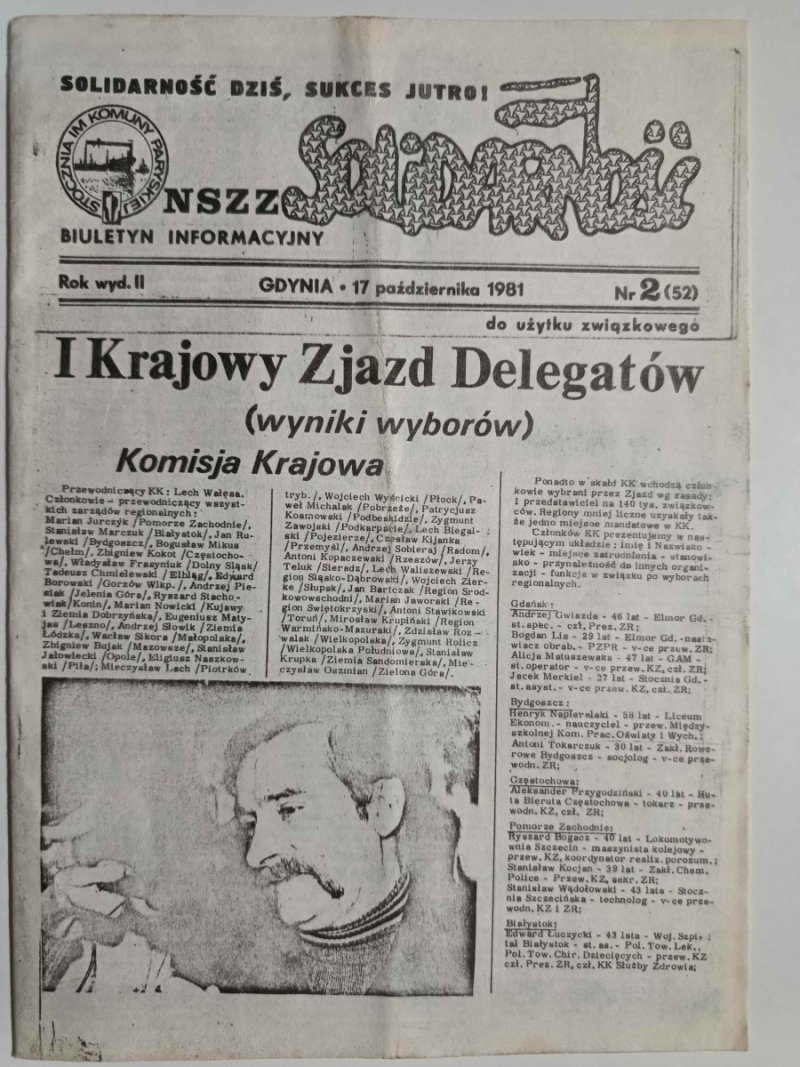 SOLIDARNOŚĆ DZIŚ, SUKCES JUTRO!
STOCZNIA IM KOMUNY PARYSKIEJ
NSZZ SOLIDARNOŚĆ
BIULETYN INFORMACYJNY
Rok wyd. II
GDYNIA • 17 października 1981
Nr 2 (52)
do użytku związkowego
I Krajowy Zjazd Delegatów
(wyniki wyborów)
Komisja Krajowa
Przewodniczący KK: Lech Wałęsa.
Członkowie - przewodniczący wszyst-
kich zarządów regionalnych:
Marian Jurczyk /Pomorze Zachodnie/,
Stanisław Marczuk /Białystok/, Jan Ru-
lewski /Bydgoszcz/, Bogusław Mikus
/Chełm/, Zbigniew Kokot /Częstocho-
wa/, Władysław Frasyniuk /Dolny Śląsk/
Tadeusz Chmielewski /Elbląg/, Edward
Borowski /Gorzów Wlkp./, Andrzej Pie-
siak /Jelenia Góra/, Ryszard Stacho-
wiak/Konin/, Marian Nowicki /Kujawy
i Ziemia Dobrzyńska/, Eugeniusz Maty-
jas /Leszno/, Andrzej Słowik /Ziemia
Łódzka/, Wacław Sikora /Małopolska/,
Zbigniew Bujak /Mazowsze/, Stanisław
Jałowiecki /Opole/, Eligiusz Naszkow-
ski /Piła/; Mieczysław Lach /Piotrków
tryb./, Wojciech Wyścicki /Płock/, Pa-
weł Michalak /Pobrzeże/, Patrycjusz
Kosmowski /Podbeskidzie/, Zygmunt
Zawojski /Podkarpacie/, Lech Biegal-
ski /Pojezierze/, Czesław Kijanka
/Przemyśl/, Andrzej Sobieraj /Radom/,
Antoni Kopaczewski /Rzeszów/, Jerzy
Teluk /Sieradz/, Lech Waliszewski /Re-
gion Śląsko-Dąbrowski/, Wojciech Zier-
ke /Słupsk/, Jan Bartczak /Region Srod-
kowowschodni/, Marian Jaworski /Re-
gion Swiętokrzyski/, Antoni Stawikowski
/Toruń/, Mirosław Krupiński /Region
Warmińsko-Mazurski/, Zdzisław Roz-
walak /Wielkopolska/, Zygmunt Rolicz
/Wielkopolska Południowa/, Stanisław
Krupka /Ziemia Sandomierska/, Mie-
czysław Oszmian /Zielona Góra/.
Ponadto w skałd KK wchodzą człon-
kowie wybrani przez Zjazd wg zasady:
1 przedstawiciel na 140 tys. związkow-
ców. Regiony mniej liczne uzyskały tak-
że jedno miejsce mandatowe w KK.
Członków KK prezentujemy w nas-
tępującym układzie: imię i Nazwisko -
wiek - miejsce zatrudnienia - stanowi-
sko - przynależność do innych organi-
zacji - funkcja w związku po wyborach
regionalnych.
Gdańsk:
Andrzej Gwiazda - 46 lat - Elmor Gd.-
st.spec. - czł. Prez. ZR;
Bogdan Lis - 29 lat - Elmor Gd.-nasta-
wiacz obrab. - PZPR - v-ce przew. ZR;
Alicja Matuszewska - 47 lat - GAM -
st.operator - v-ce przew. KZ, czł. ZR;
Jacek Merkiel - 27 lat - Stocznia Gd.-
st.asyst.- v-ce przew. KZ, czł. ZR;
Bydgoszcz:
Henryk Napieralski - 58 lat - Liceum
Ekonom. - nauczyciel - przew. Między-
szkolnej Kom. Prac. Oświaty i Wych.;
Antoni Tokarczuk - 30 lat - Zakł. Rowe-
rowe Bydgoszcz - socjolog - v-ce prze-
wodn. ZR;
Częstochowa:
Aleksander Przygodziński - 40 lat - Hu-
ta Bieruta Częstochowa - tokarz - prze-
wodn. KZ, czł. ZR;
Pomorze Zachodnie:
Ryszard Bogacz - 40 lat - Lokomotywo-
wnia Szczecin - maszynista kolejowy -
przew. KZ, koordynator realiz. porozum.;
Stanisław Kocjan - 39 lat - Zakł. Chem.
Police - Przew. KZ, sekr. ZR;
Stanisław Wądołowski - 43 lata - Stocz-
nia Szczecińska - technolog - v-ce prze-
wodn. KZ i ZR;
Białystok:
Edward Łuczycki - 43 lata - Woj. Szpi-
tal Białystok - st. as.- Pol. Tow. Lek.,
Pol. Tow. Chir. Dziecięcych - przew. KZ
czł. Prez. ZR, czł. KK Służby Zdrowia;